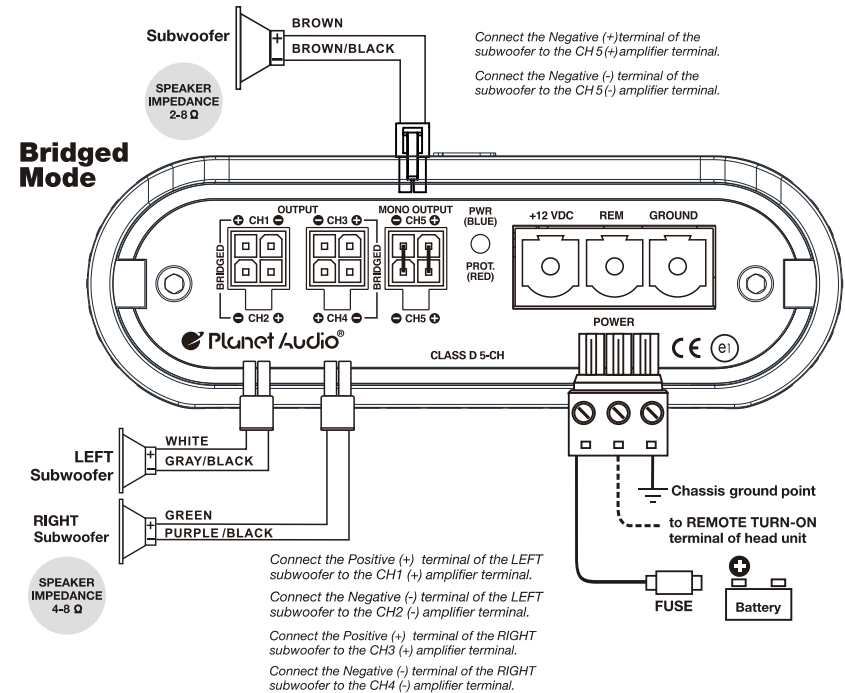 Subwoofer
BROWN
BROWN/BLACK
+
-
SPEAKER
IMPEDANCE
2-8 Ω
Connect the Negative (+)terminal of the
subwoofer to the CH5(+)amplifier terminal.
Connect the Negative (-) terminal of the
subwoofer to the CH5(-) amplifier terminal.
Bridged
Mode
OUTPUT
+ CH1 -
- CH3 +
MONO OUTPUT
- CH5 +
BRIDGED
BRIDGED
- CH2 +
+ CH4 -
- CH5 +
PWR
(BLUE)
PROT.
(RED)
+12 VDC REM GROUND
POWER
Planet Audio®
CLASS D 5-CH
CE e1
LEFT
Subwoofer
+
-
WHITE
GRAY/BLACK
RIGHT
Subwoofer
+
-
GREEN
PURPLE/BLACK
SPEAKER
IMPEDANCE
4-8 Ω
Connect the Positive (+) terminal of the LEFT
subwoofer to the CH1 (+) amplifier terminal.
Connect the Negative (-) terminal of the LEFT
subwoofer to the CH2 (-) amplifier terminal.
Connect the Positive (+) terminal of the RIGHT
subwoofer to the CH3 (+) amplifier terminal.
Connect the Negative (-) terminal of the RIGHT
subwoofer to the CH4 (-) amplifier terminal.
Chassis ground point
to REMOTE TURN-ON
terminal of head unit
FUSE
+
Battery